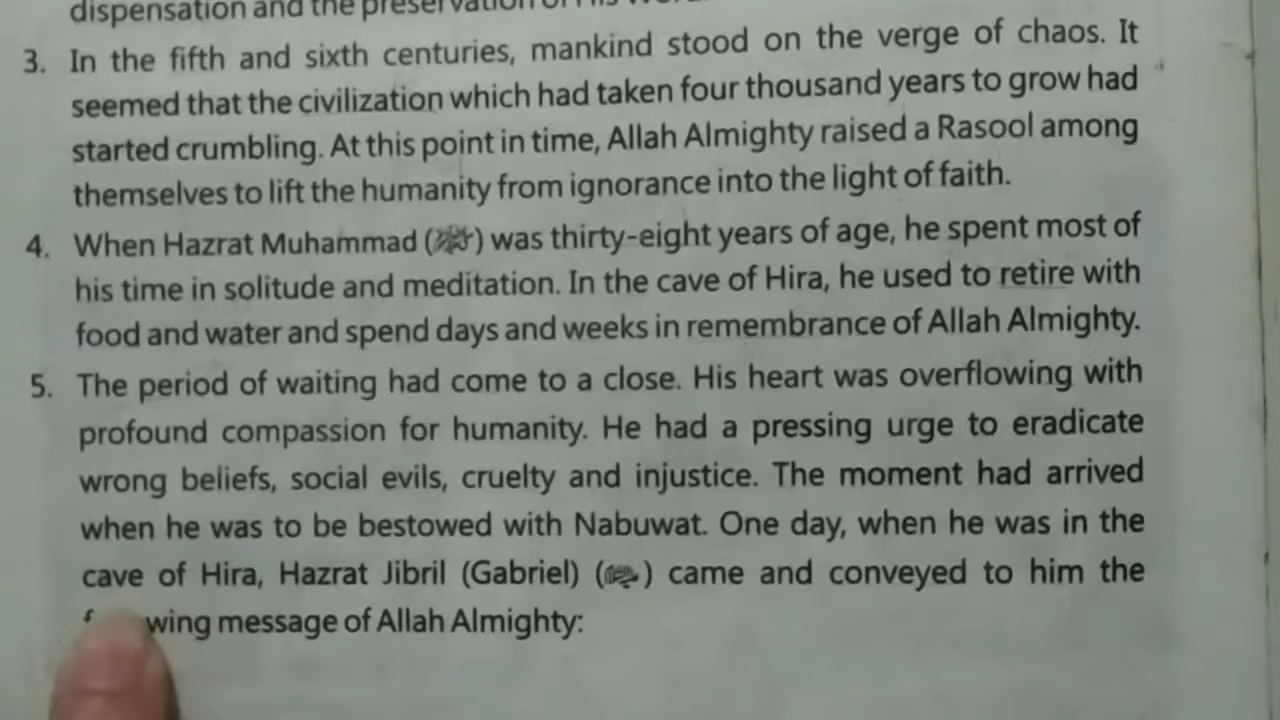 dispensation and the preservation of His
3. In the fifth and sixth centuries, mankind stood on the verge of chaos. It
seemed that the civilization which had taken four thousand years to grow had
started crumbling. At this point in time, Allah Almighty raised a Rasool among
themselves to lift the humanity from ignorance into the light of faith.
4. When Hazrat Muhammad (ﷺ) was thirty-eight years of age, he spent most of
his time in solitude and meditation. In the cave of Hira, he used to retire with
food and water and spend days and weeks in remembrance of Allah Almighty.
5. The period of waiting had come to a close. His heart was overflowing with
profound compassion for humanity. He had a pressing urge to eradicate
wrong beliefs, social evils, cruelty and injustice. The moment had arrived
when he was to be bestowed with Nabuwat. One day, when he was in the
cave of Hira, Hazrat Jibril (Gabriel) () came and conveyed to him the
wing message of Allah Almighty: